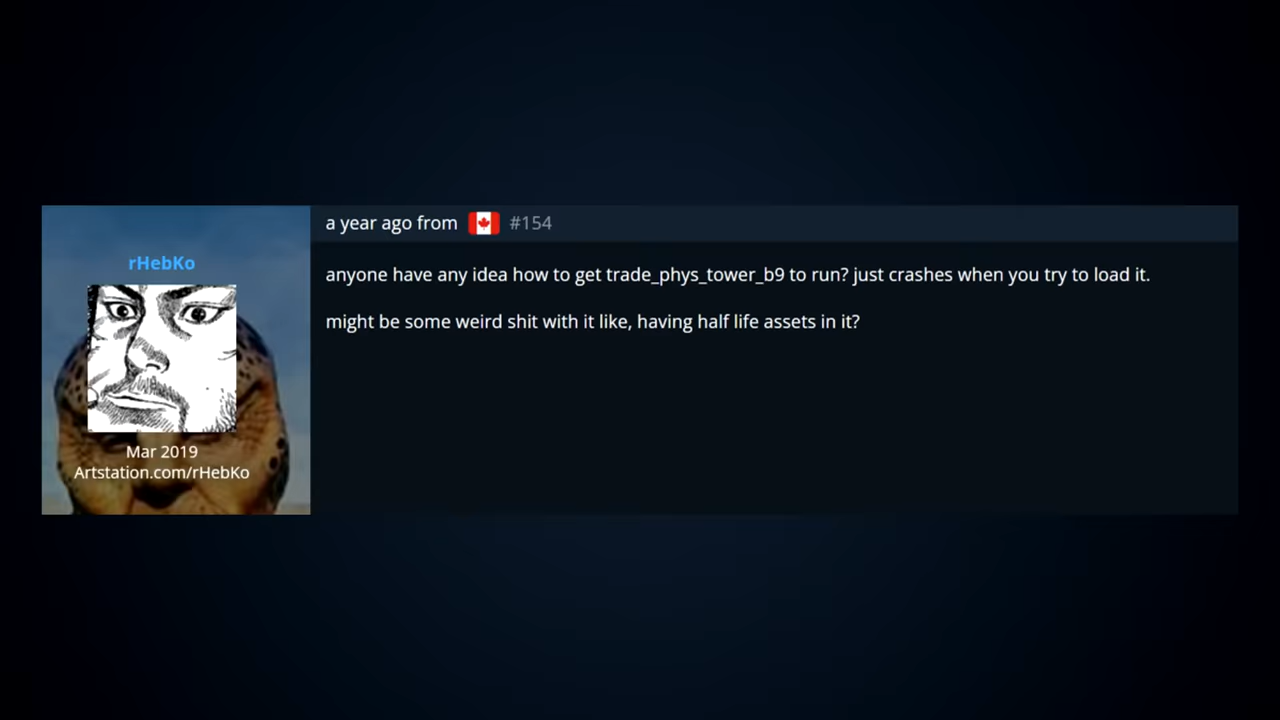 rHebKo
Mar 2019
Artstation.com/rHebKo
a year ago from #154
anyone have any idea how to get trade_phys_tower_b9 to run? just crashes when you try to load it.
might be some weird shit with it like, having half life assets in it?